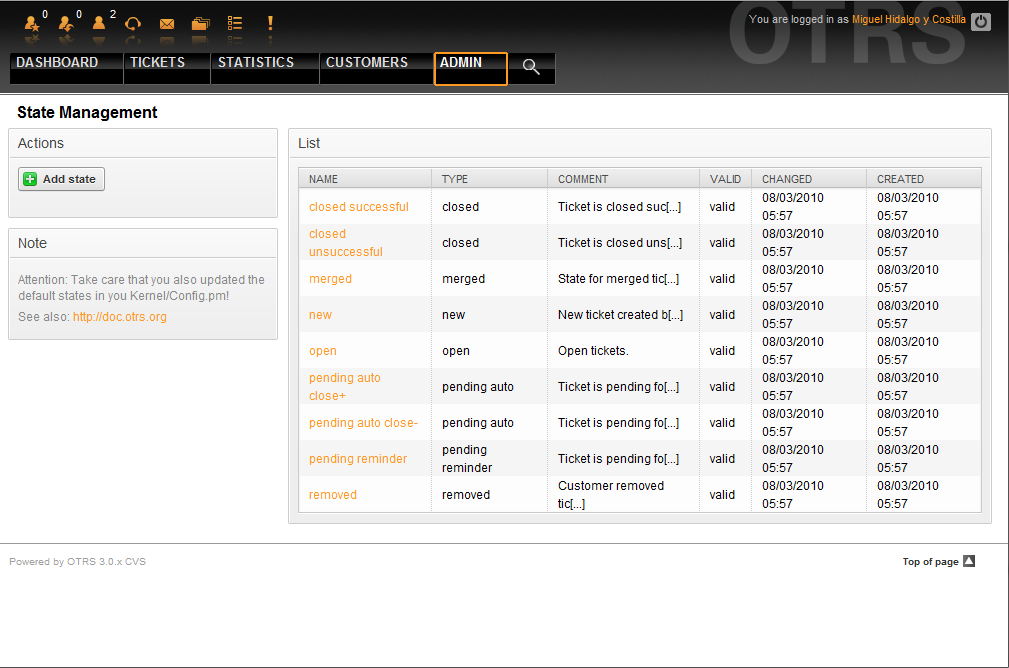 0 0 2
You are logged in as Miguel Hidalgo y Costilla
OTRS
DASHBOARD TICKETS STATISTICS CUSTOMERS ADMIN
State Management
Actions
Add state
Note
Attention: Take care that you also updated the
default states in you Kernel/Config.pm!
See also: http://doc.otrs.org
List
NAME TYPE COMMENT VALID CHANGED CREATED
closed successful closed Ticket is closed suc[...] valid 08/03/2010 08/03/2010
05:57 05:57
closed 08/03/2010 08/03/2010
unsuccessful closed Ticket is closed uns[...] valid 05:57 05:57
merged merged State for merged tic[...] valid 08/03/2010 08/03/2010
05:57 05:57
new new New ticket created b[...] valid 08/03/2010 08/03/2010
05:57 05:57
open open Open tickets. valid 08/03/2010 08/03/2010
05:57 05:57
pending auto 08/03/2010 08/03/2010
close+ pending auto Ticket is pending fo[...] valid 05:57 05:57
pending auto close- pending auto Ticket is pending fo[...] valid 08/03/2010 08/03/2010
05:57 05:57
pending reminder pending Ticket is pending fo[...] valid 08/03/2010 08/03/2010
reminder 05:57 05:57
removed removed Customer removed valid 08/03/2010 08/03/2010
tic[...] 05:57 05:57
Powered by OTRS 3.0.x CVS
Top of page